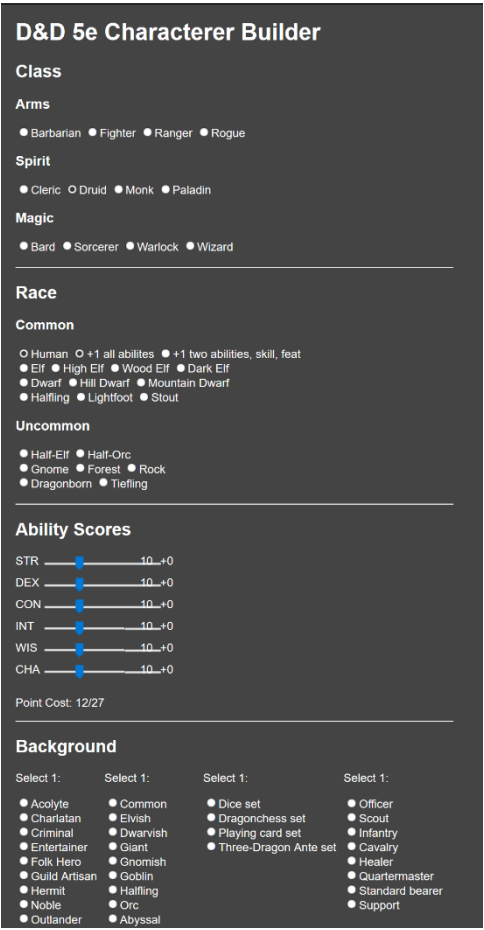 D&D 5e Characterer Builder
Class
Arms
Barbarian Fighter Ranger Rogue
Spirit
Cleric Druid Monk Paladin
Magic
Bard Sorcerer Warlock Wizard
Race
Common
Human +1 all abilites +1 two abilities, skill, feat
Elf High Elf Wood Elf Dark Elf
Dwarf Hill Dwarf Mountain Dwarf
Halfling Lightfoot Stout
Uncommon
Half-Elf Half-Orc
Gnome Forest Rock
Dragonborn Tiefling
Ability Scores
STR 10 +0
DEX 10 +0
CON 10 +0
INT 10 +0
WIS 10 +0
CHA 10 +0
Point Cost: 12/27
Background
Select 1: Select 1: Select 1: Select 1:
Acolyte Common Dice set Officer
Charlatan Elvish Dragonchess set Scout
Criminal Dwarvish Playing card set Infantry
Entertainer Giant Three-Dragon Ante set Cavalry
Folk Hero Gnomish Healer
Guild Artisan Goblin Quartermaster
Hermit Halfling Standard bearer
Noble Orc Support
Outlander Abyssal